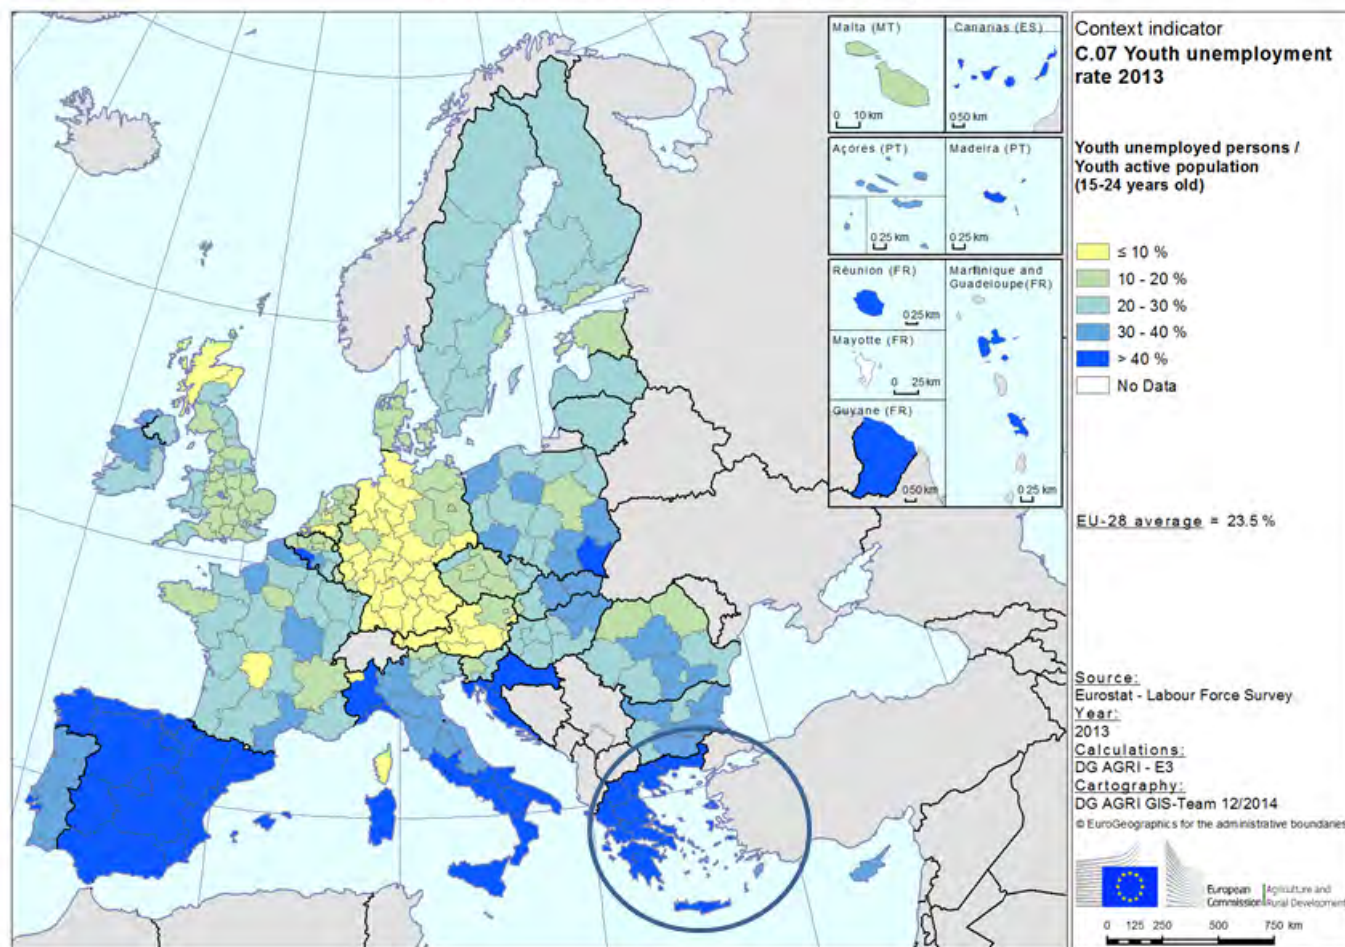 Malta (MT)
0 10 km
Canarias (ES)
0 50 km
Açores (PT)
0 25 km
Madeira (PT)
0 25 km
Réunion (FR)
0 25 km
Martinique and
Guadeloupe(FR)
Mayotte (FR)
0 25 km
Guyane (FR)
0 50 km
0 25 km
Context indicator
C.07 Youth unemployment
rate 2013
Youth unemployed persons /
Youth active population
(15-24 years old)
≤ 10 %
10 - 20 %
20 - 30 %
30 - 40 %
> 40 %
No Data
EU-28 average = 23.5 %
Source:
Eurostat - Labour Force Survey
Year:
2013
Calculations:
DG AGRI - E3
Cartography:
DG AGRI GIS-Team 12/2014
© EuroGeographics for the administrative boundaries
European
Commission
Agriculture and
Rural Development
0 125 250 500 750 km